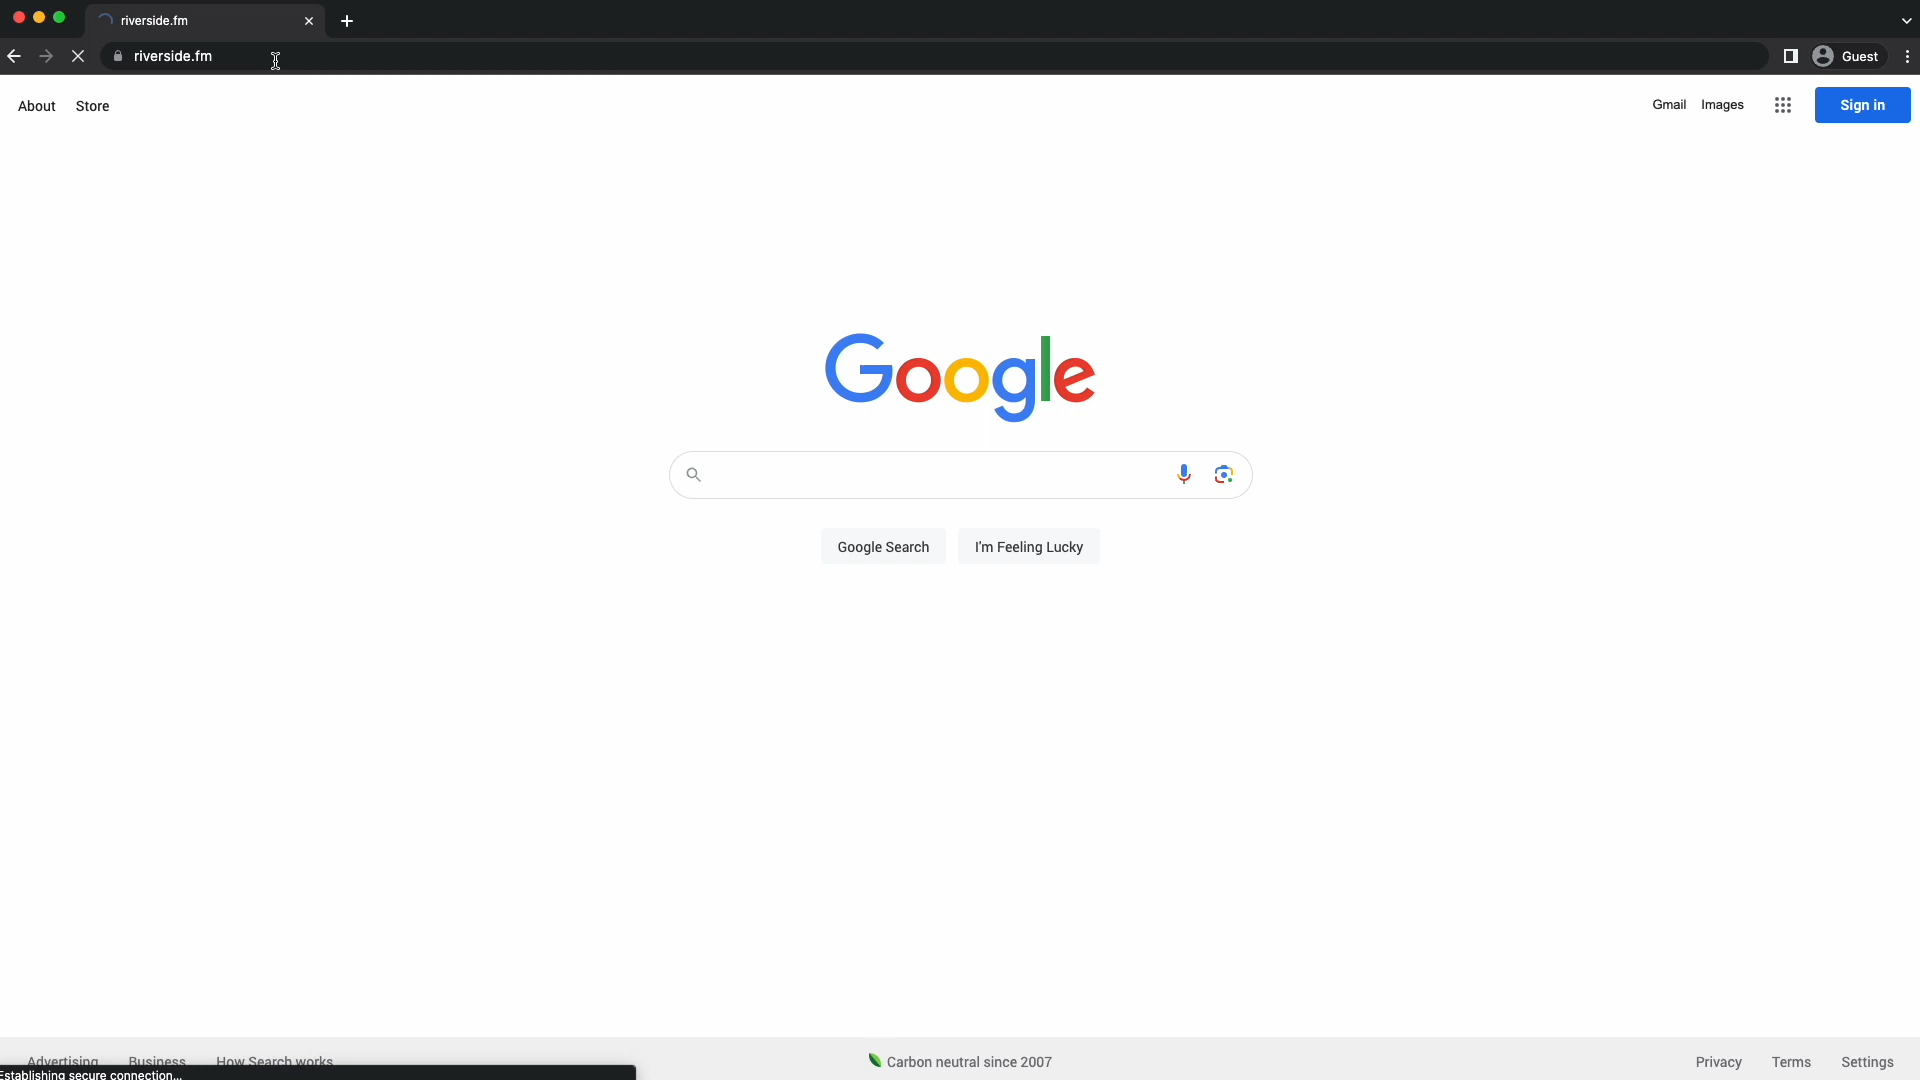 riverside.fm
riverside.fm
Guest
About Store
Gmail Images
Sign in
Google
Google Search I'm Feeling Lucky
Advertising Business How Search works
Carbon neutral since 2007
Privacy Terms Settings
Establishing secure connection...